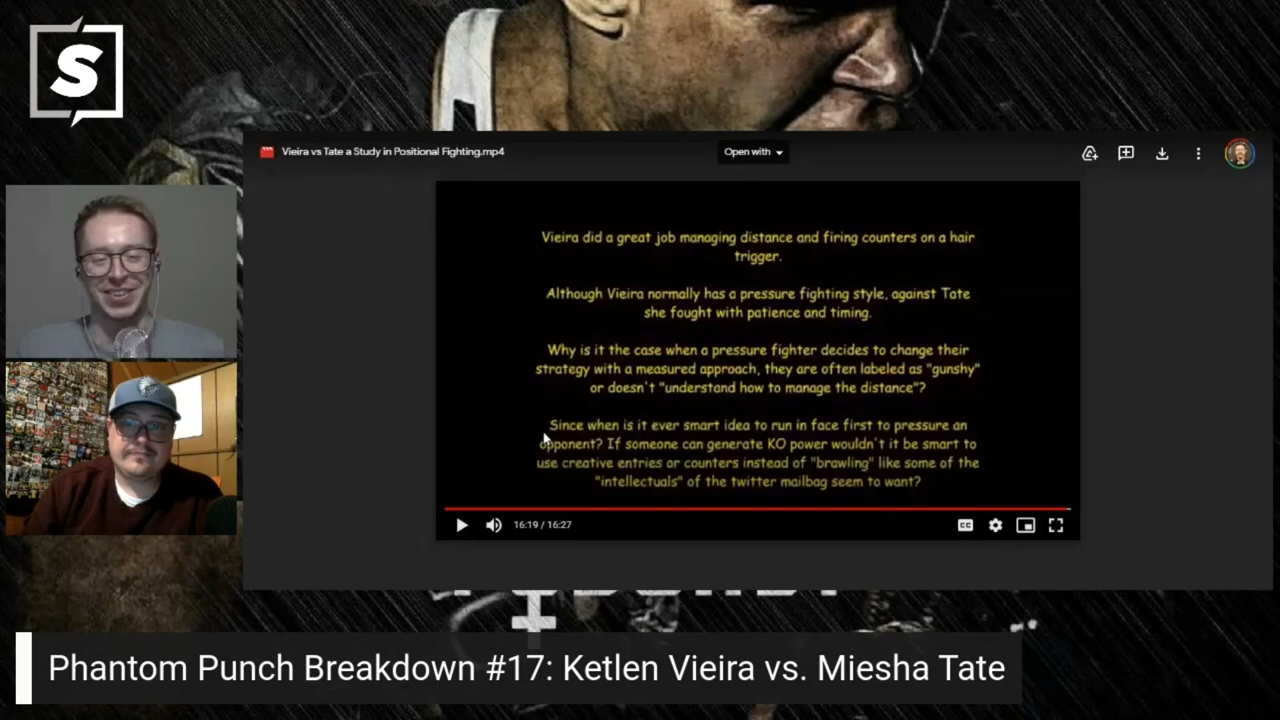 S
Vieira vs Tate a Study in Positional Fighting.mp4
Open with
Vieira did a great job managing distance and firing counters on a hair
trigger.
Although Vieira normally has a pressure fighting style, against Tate
she fought with patience and timing.
Why is it the case when a pressure fighter decides to change their
strategy with a measured approach, they are often labeled as "gunshy"
or doesn't "understand how to manage the distance"?
Since when is it ever smart idea to run in face first to pressure an
opponent? If someone can generate KO power wouldn't it be smart to
use creative entries or counters instead of "brawling" like some of the
"intellectuals" of the twitter mailbag seem to want?
16:19 / 16:27
CC
Phantom Punch Breakdown #17: Ketlen Vieira vs. Miesha Tate